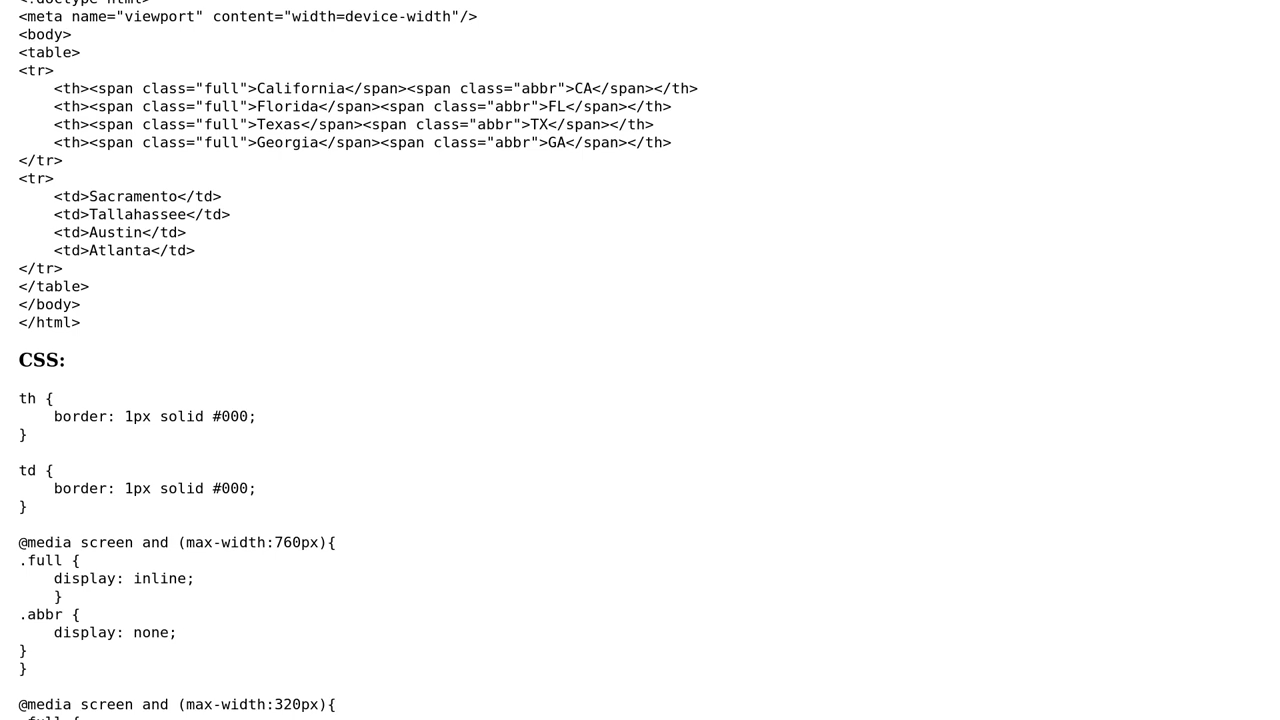 <!doctype html>
<meta name="viewport" content="width=device-width"/>
<body>
<table>
<tr>
    <th><span class="full">California</span><span class="abbr">CA</span></th>
    <th><span class="full">Florida</span><span class="abbr">FL</span></th>
    <th><span class="full">Texas</span><span class="abbr">TX</span></th>
    <th><span class="full">Georgia</span><span class="abbr">GA</span></th>
</tr>
<tr>
    <td>Sacramento</td>
    <td>Tallahassee</td>
    <td>Austin</td>
    <td>Atlanta</td>
</tr>
</table>
</body>
</html>
CSS:
th {
    border: 1px solid #000;
}
td {
    border: 1px solid #000;
}
@media screen and (max-width:760px){
.full {
    display: inline;
    }
.abbr {
    display: none;
}
}
@media screen and (max-width:320px){
.full {